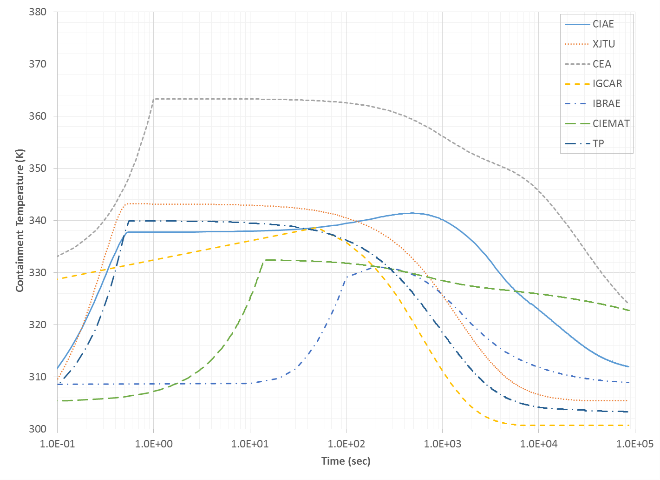 380
370
360
350
340
330
320
310
300
Containment Temperature (K)
1.0E-01 1.0E+00 1.0E+01 1.0E+02 1.0E+03 1.0E+04 1.0E+05
Time (sec)
CIAE
XJTU
CEA
IGCAR
IBRAE
CIEMAT
TP